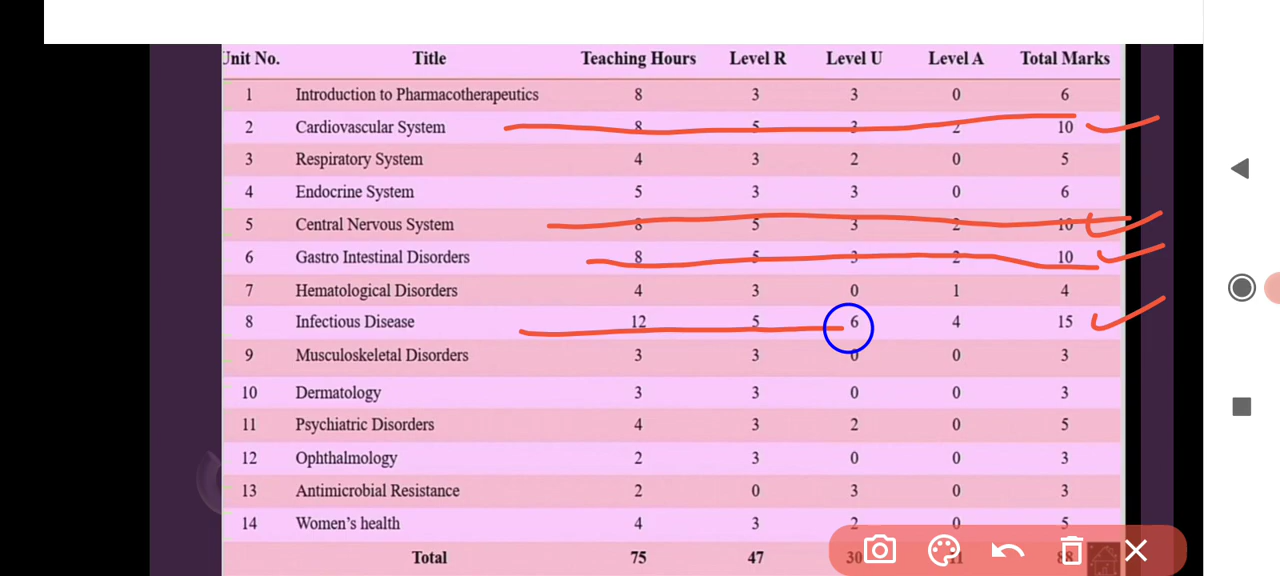 Unit No. Title Teaching Hours Level R Level U Level A Total Marks
1 Introduction to Pharmacotherapeutics 8 3 3 0 6
2 Cardiovascular System 8 5 3 2 10
3 Respiratory System 4 3 2 0 5
4 Endocrine System 5 3 3 0 6
5 Central Nervous System 8 5 3 2 10
6 Gastro Intestinal Disorders 8 5 3 2 10
7 Hematological Disorders 4 3 0 1 4
8 Infectious Disease 12 5 6 4 15
9 Musculoskeletal Disorders 3 3 0 0 3
10 Dermatology 3 3 0 0 3
11 Psychiatric Disorders 4 3 2 0 5
12 Ophthalmology 2 3 0 0 3
13 Antimicrobial Resistance 2 0 3 0 3
14 Women's health 4 3 2 0 5
Total 75 47 30 11 88